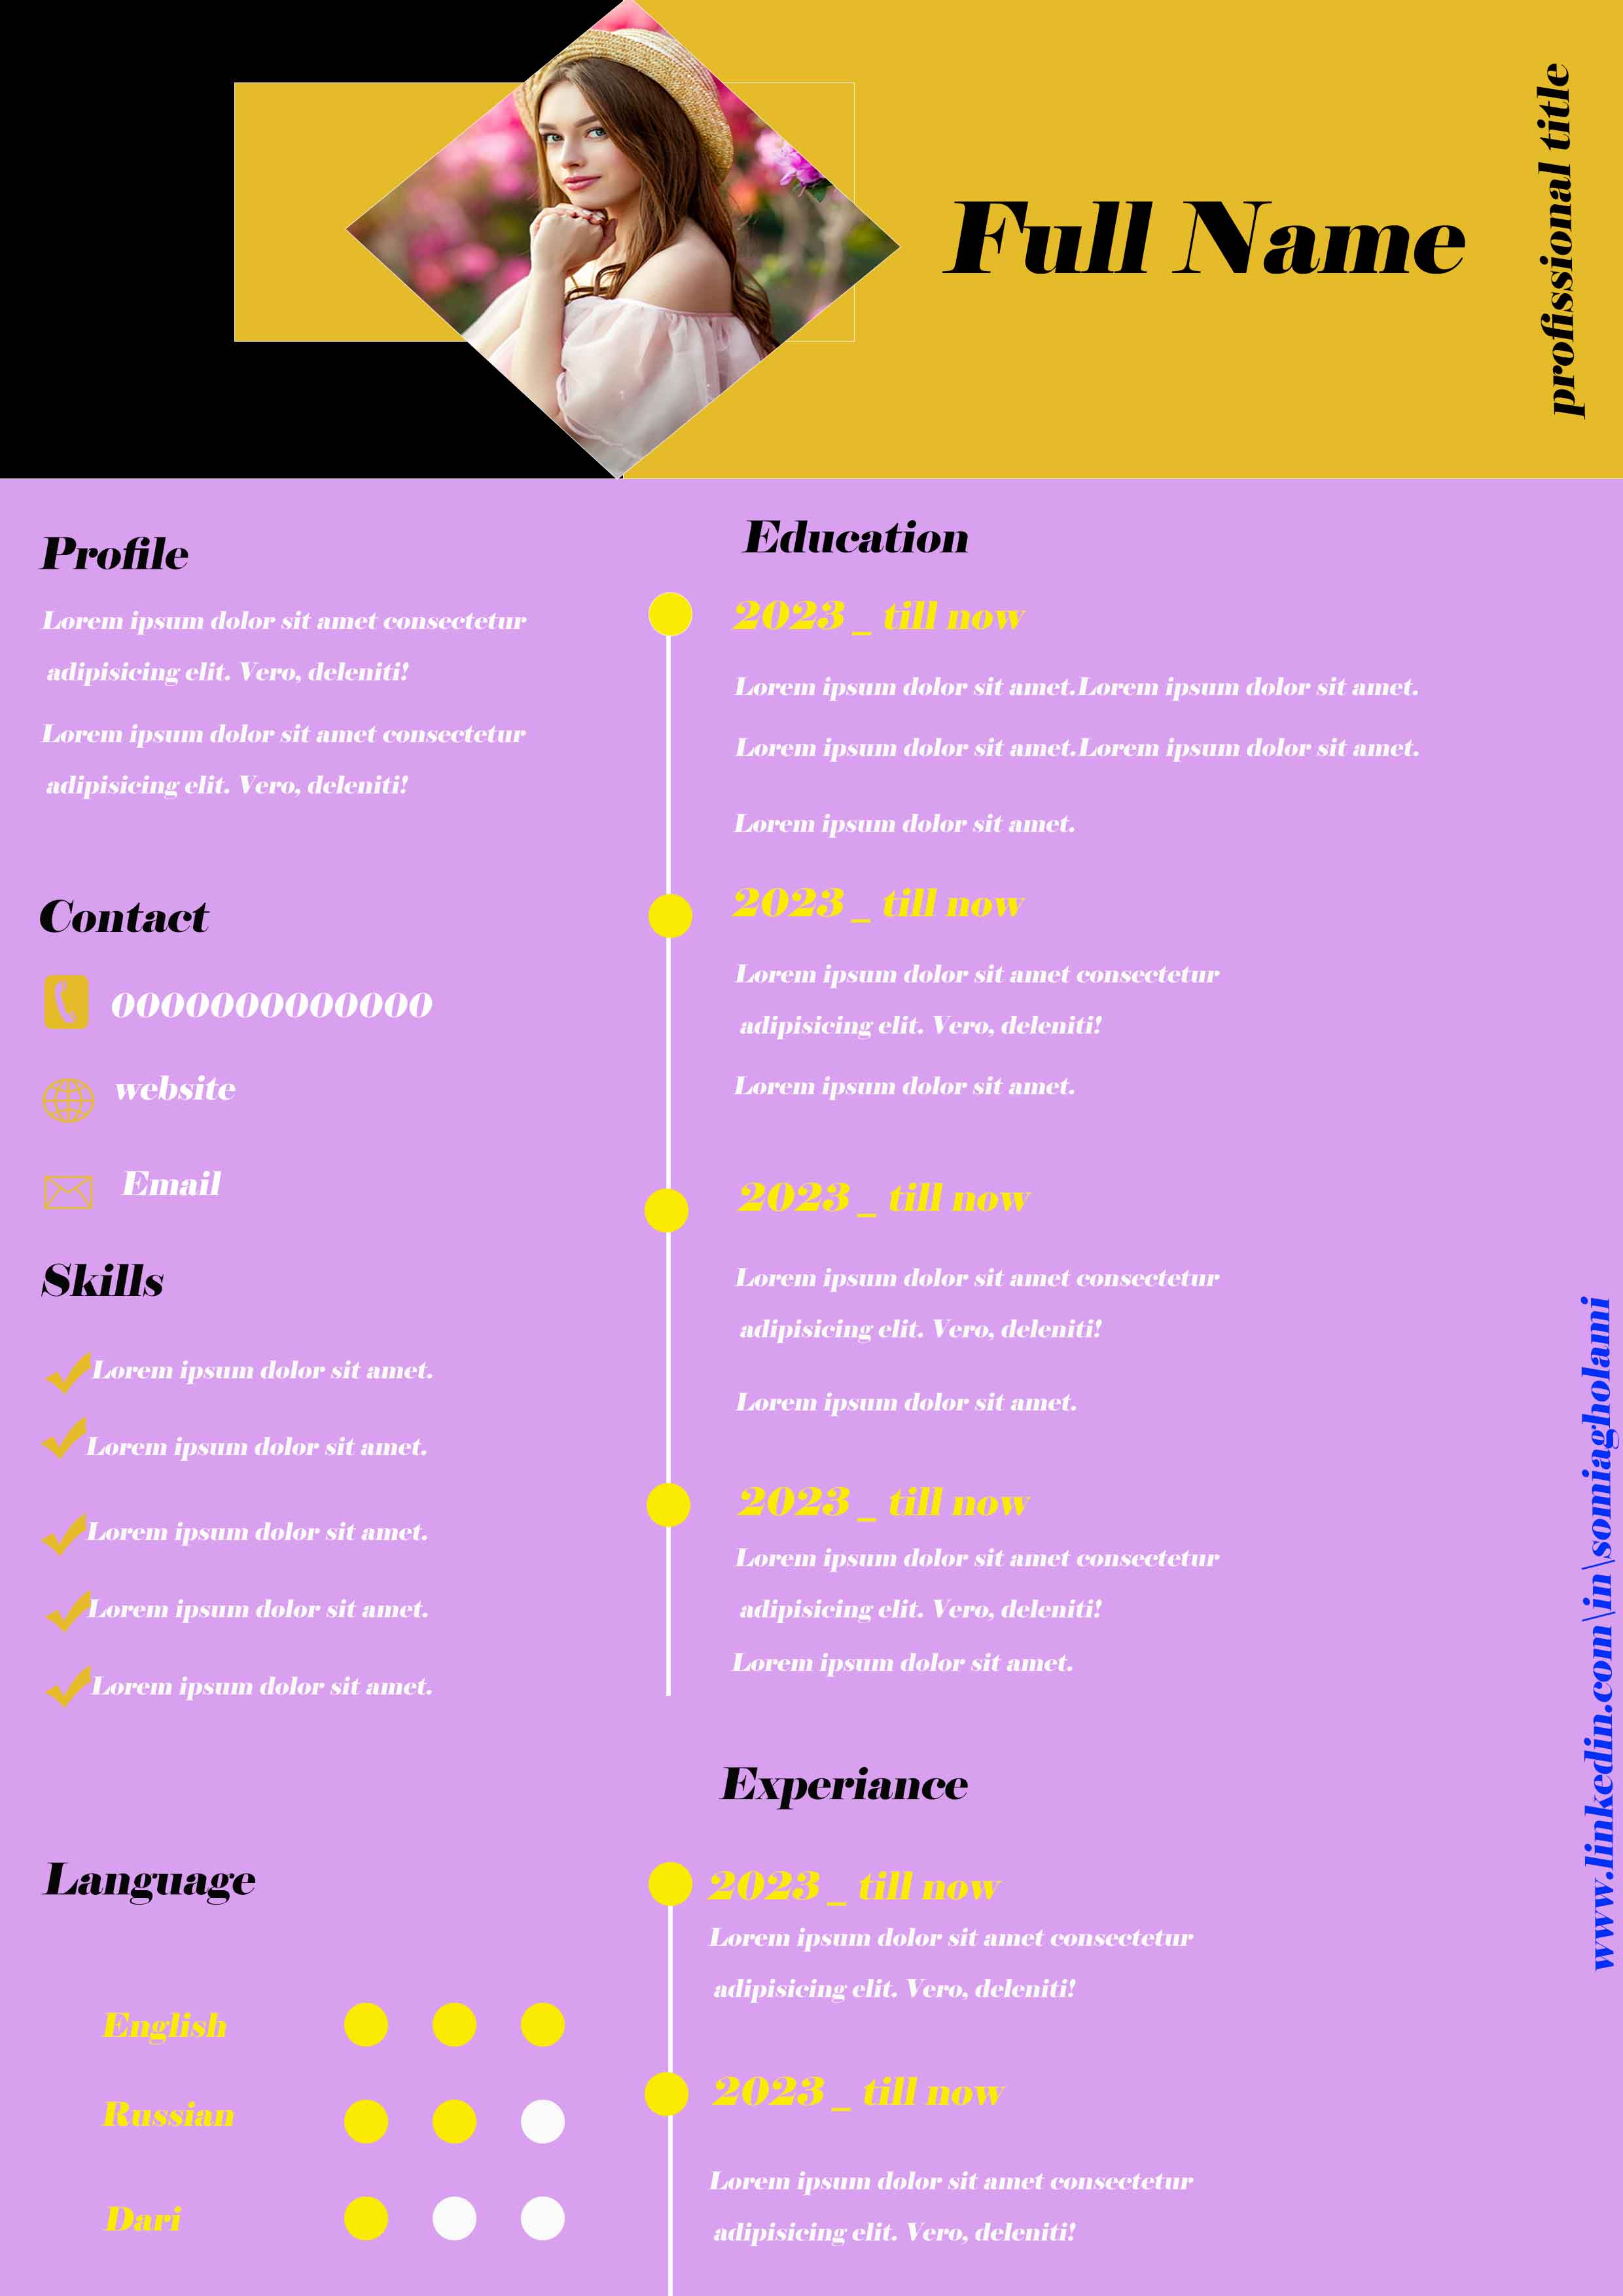 Full Name
profissional title
Profile
Lorem ipsum dolor sit amet consectetur
adipisicing elit. Vero, deleniti!
Lorem ipsum dolor sit amet consectetur
adipisicing elit. Vero, deleniti!
Contact
0000000000000
website
Email
Skills
Lorem ipsum dolor sit amet.
Lorem ipsum dolor sit amet.
Lorem ipsum dolor sit amet.
Lorem ipsum dolor sit amet.
Lorem ipsum dolor sit amet.
Language
English
Russian
Dari
Education
2023 _ till now
Lorem ipsum dolor sit amet.Lorem ipsum dolor sit amet.
Lorem ipsum dolor sit amet.Lorem ipsum dolor sit amet.
Lorem ipsum dolor sit amet.
2023 _ till now
Lorem ipsum dolor sit amet consectetur
adipisicing elit. Vero, deleniti!
Lorem ipsum dolor sit amet.
2023 _ till now
Lorem ipsum dolor sit amet consectetur
adipisicing elit. Vero, deleniti!
Lorem ipsum dolor sit amet.
2023 _ till now
Lorem ipsum dolor sit amet consectetur
adipisicing elit. Vero, deleniti!
Lorem ipsum dolor sit amet.
Experiance
2023 _ till now
Lorem ipsum dolor sit amet consectetur
adipisicing elit. Vero, deleniti!
2023 _ till now
Lorem ipsum dolor sit amet consectetur
adipisicing elit. Vero, deleniti!
www.linkedin.com\in\somiagholami